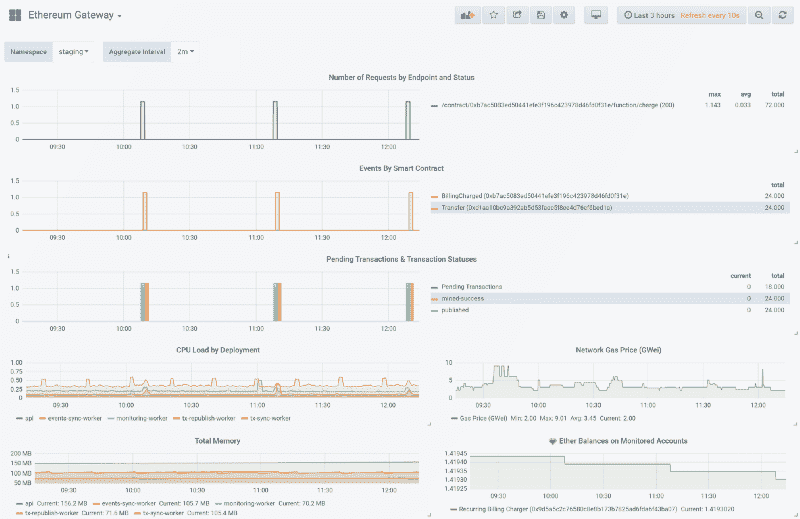 Ethereum Gateway
Last 3 hours Refresh every 10s
Namespace staging Aggregate Interval 2m
Number of Requests by Endpoint and Status
1.5
1.0
0.5
0
09:30 10:00 10:30 11:00 11:30 12:00
max avg total
(200) 1.143 0.033 72.000
Events By Smart Contract
1.5
1.0
0.5
0
09:30 10:00 10:30 11:00 11:30 12:00
total
BillingCharged 24.000
Transfer 24.000
Pending Transactions & Transaction Statuses
1.5
1.0
0.5
0
09:30 10:00 10:30 11:00 11:30 12:00
current total
Pending Transactions 0 18.000
mined-success 0 24.000
published 0 24.000
CPU Load by Deployment
1.00
0.75
0.50
0.25
0
09:30 10:00 10:30 11:00 11:30 12:00
api events-sync-worker monitoring-worker tx-republish-worker tx-sync-worker
Network Gas Price (GWei)
10
5
0
09:30 10:00 10:30 11:00 11:30 12:00
Gas Price (GWei) Min: 2.00 Max: 9.01 Avg: 3.45 Current: 2.00
Total Memory
200 MB
150 MB
100 MB
50 MB
09:30 10:00 10:30 11:00 11:30 12:00
api Current: 156.2 MB events-sync-worker Current: 105.7 MB monitoring-worker Current: 70.2 MB
tx-republish-worker Current: 71.6 MB tx-sync-worker Current: 105.4 MB
Ether Balances on Monitored Accounts
1.41945
1.41940
1.41935
1.41930
1.41925
09:30 10:00 10:30 11:00 11:30 12:00
Recurring Billing Charger Current: 1.4193020